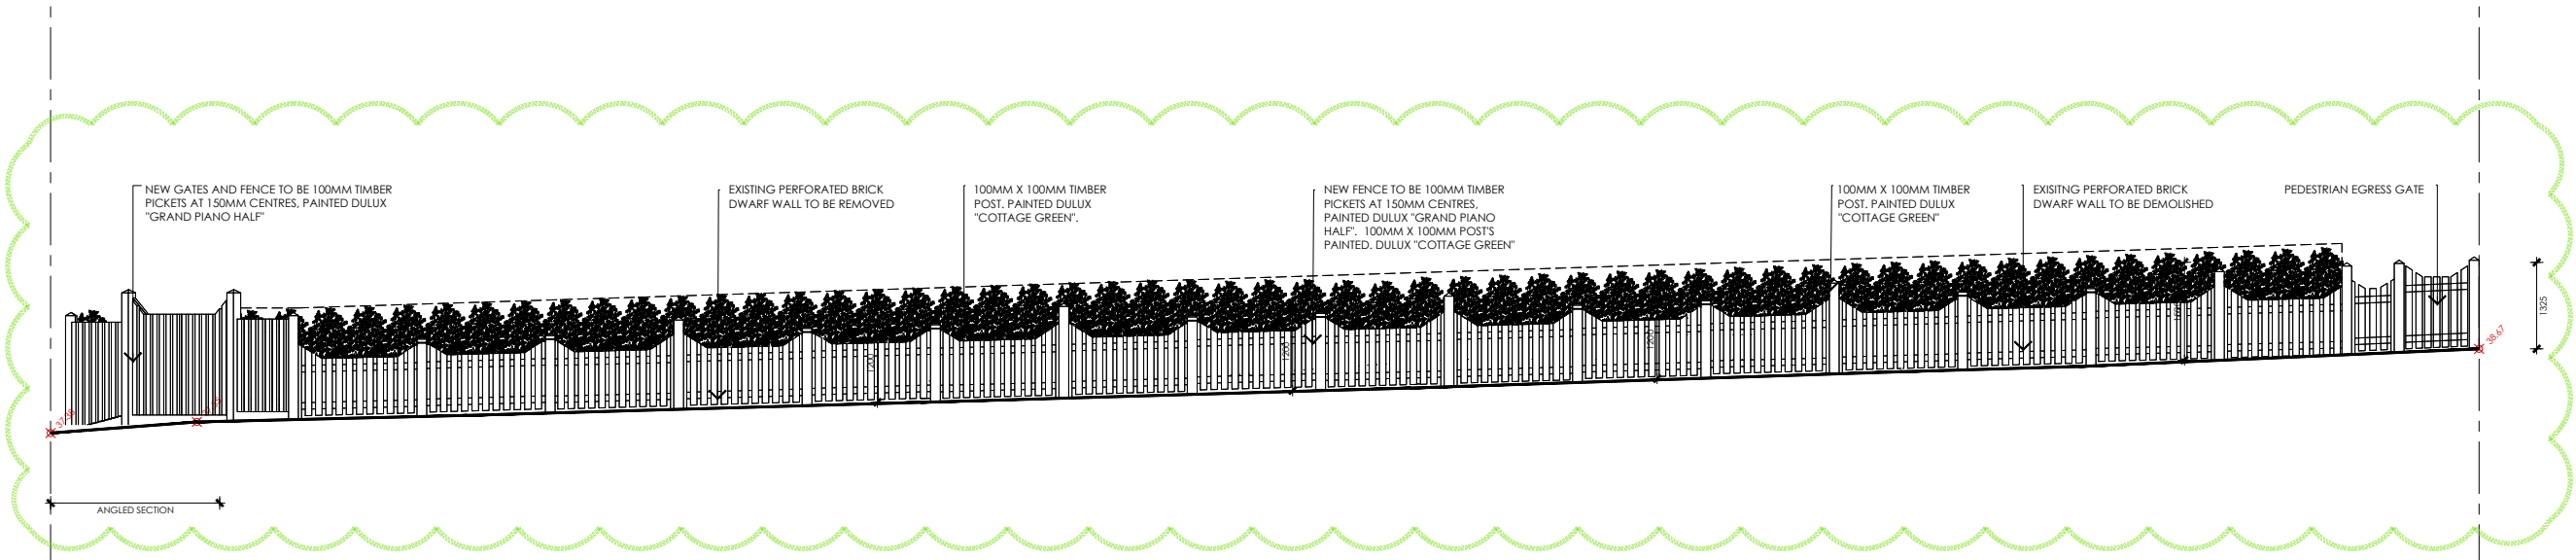 NEW GATES AND FENCE TO BE 100MM TIMBER
PICKETS AT 150MM CENTRES, PAINTED DULUX
"GRAND PIANO HALF"
EXISTING PERFORATED BRICK
DWARF WALL TO BE REMOVED
100MM X 100MM TIMBER
POST. PAINTED DULUX
"COTTAGE GREEN".
NEW FENCE TO BE 100MM TIMBER
PICKETS AT 150MM CENTRES,
PAINTED DULUX "GRAND PIANO
HALF". 100MM X 100MM POST'S
PAINTED. DULUX "COTTAGE GREEN"
100MM X 100MM TIMBER
POST. PAINTED DULUX
"COTTAGE GREEN"
EXISITNG PERFORATED BRICK
DWARF WALL TO BE DEMOLISHED
PEDESTRIAN EGRESS GATE
1325
38.67
1200
1200
1200
ANGLED SECTION